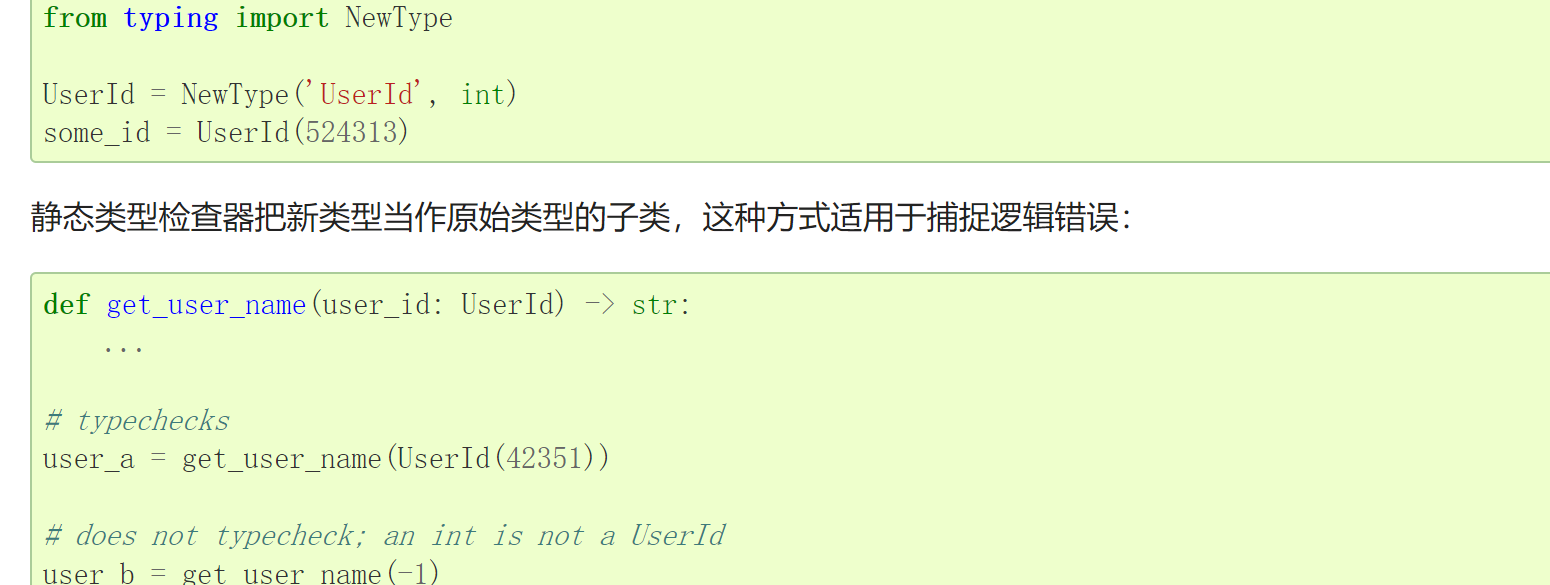 from typing import NewType
UserId = NewType('UserId', int)
some_id = UserId(524313)
静态类型检查器把新类型当作原始类型的子类，这种方式适用于捕捉逻辑错误：
def get_user_name(user_id: UserId) -> str:
    ...
# typechecks
user_a = get_user_name(UserId(42351))
# does not typecheck; an int is not a UserId
user_b = get_user_name(-1)